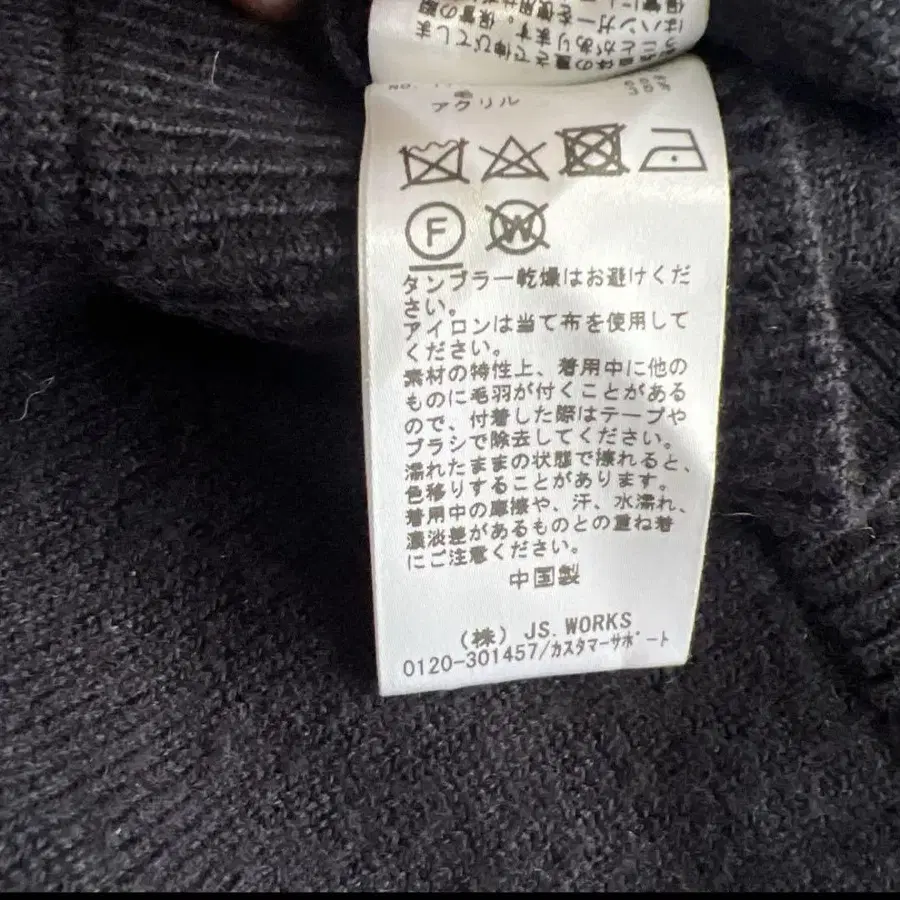 アクリル
F
W
タンブラー乾燥はお避けくだ
さい。
アイロンは当て布を使用して
ください。
素材の特性上、着用中に他の
ものに毛羽が付くことがある
ので、付着した際はテープや
ブラシで除去してください。
濡れたままの状態で擦れると、
色移りすることがあります。
着用中の摩擦や、汗、水濡れ、
濃淡差があるものとの重ね着
にご注意ください。
中国製
(株) JS.WORKS
0120-301457/カスタマーサポート